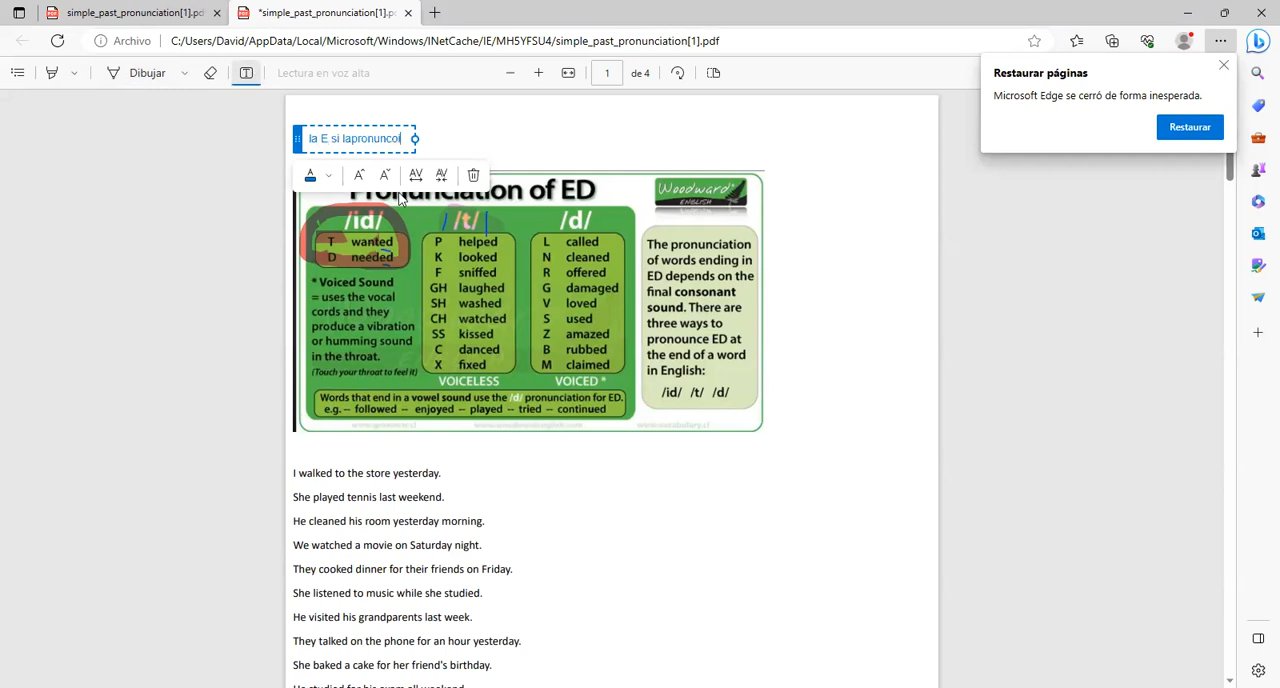 simple_past_pronunciation[1].pd
*simple_past_pronunciation[1].pc
Archivo
C:/Users/David/AppData/Local/Microsoft/Windows/INetCache/IE/MH5YFSU4/simple_past_pronunciation[1].pdf
Dibujar
Lectura en voz alta
1
de 4
Restaurar páginas
Microsoft Edge se cerró de forma inesperada.
Restaurar
la E si lapronuncoi
Pronunciation of ED
Woodward
ENGLISH
/id/
T wanted
D needed
* Voiced Sound
= uses the vocal
cords and they
produce a vibration
or humming sound
in the throat.
(Touch your throat to feel it)
/t/
P helped
K looked
F sniffed
GH laughed
SH washed
CH watched
SS kissed
C danced
X fixed
VOICELESS
/d/
L called
N cleaned
R offered
G damaged
V loved
S used
Z amazed
B rubbed
M claimed
VOICED *
Words that end in a vowel sound use the /d/ pronunciation for ED.
e.g. -- followed -- enjoyed -- played -- tried -- continued
The pronunciation
of words ending in
ED depends on the
final consonant
sound. There are
three ways to
pronounce ED at
the end of a word
in English:
/id/ /t/ /d/
I walked to the store yesterday.
She played tennis last weekend.
He cleaned his room yesterday morning.
We watched a movie on Saturday night.
They cooked dinner for their friends on Friday.
She listened to music while she studied.
He visited his grandparents last week.
They talked on the phone for an hour yesterday.
She baked a cake for her friend's birthday.
He studied for his exam all weekend.